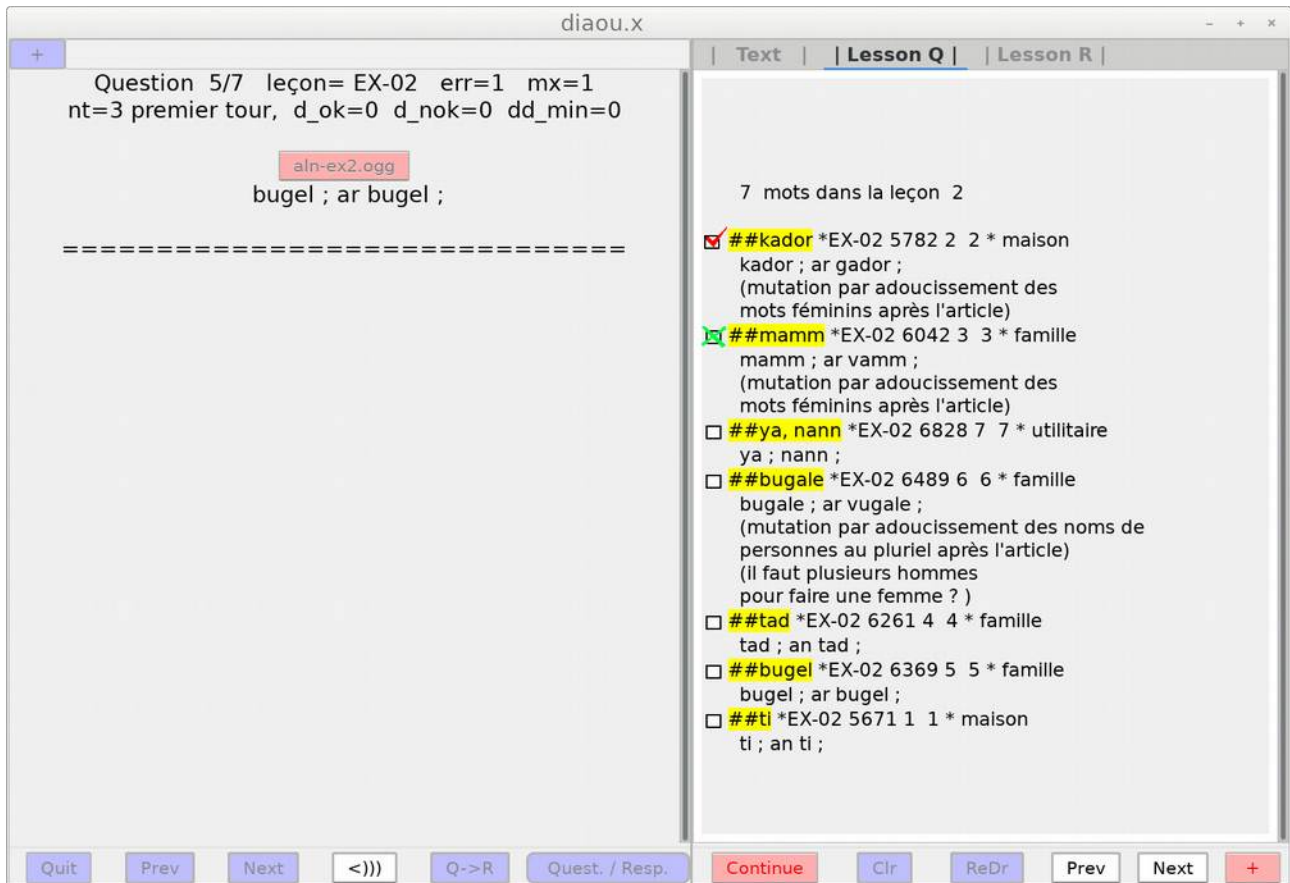 diaou.x
- + ×
+
Question 5/7 leçon= EX-02 err=1 mx=1
nt=3 premier tour, d_ok=0 d_nok=0 dd_min=0
aln-ex2.ogg
bugel ; ar bugel ;
==============================
Quit Prev Next <))) Q->R Quest. / Resp.
| Text | | Lesson Q | | Lesson R |
7 mots dans la leçon 2
##kador *EX-02 5782 2 2 * maison
kador ; ar gador ;
(mutation par adoucissement des
mots féminins après l'article)
##mamm *EX-02 6042 3 3 * famille
mamm ; ar vamm ;
(mutation par adoucissement des
mots féminins après l'article)
##ya, nann *EX-02 6828 7 7 * utilitaire
ya ; nann ;
##bugale *EX-02 6489 6 6 * famille
bugale ; ar vugale ;
(mutation par adoucissement des noms de
personnes au pluriel après l'article)
(il faut plusieurs hommes
pour faire une femme ? )
##tad *EX-02 6261 4 4 * famille
tad ; an tad ;
##bugel *EX-02 6369 5 5 * famille
bugel ; ar bugel ;
##ti *EX-02 5671 1 1 * maison
ti ; an ti ;
Continue Clr ReDr Prev Next +